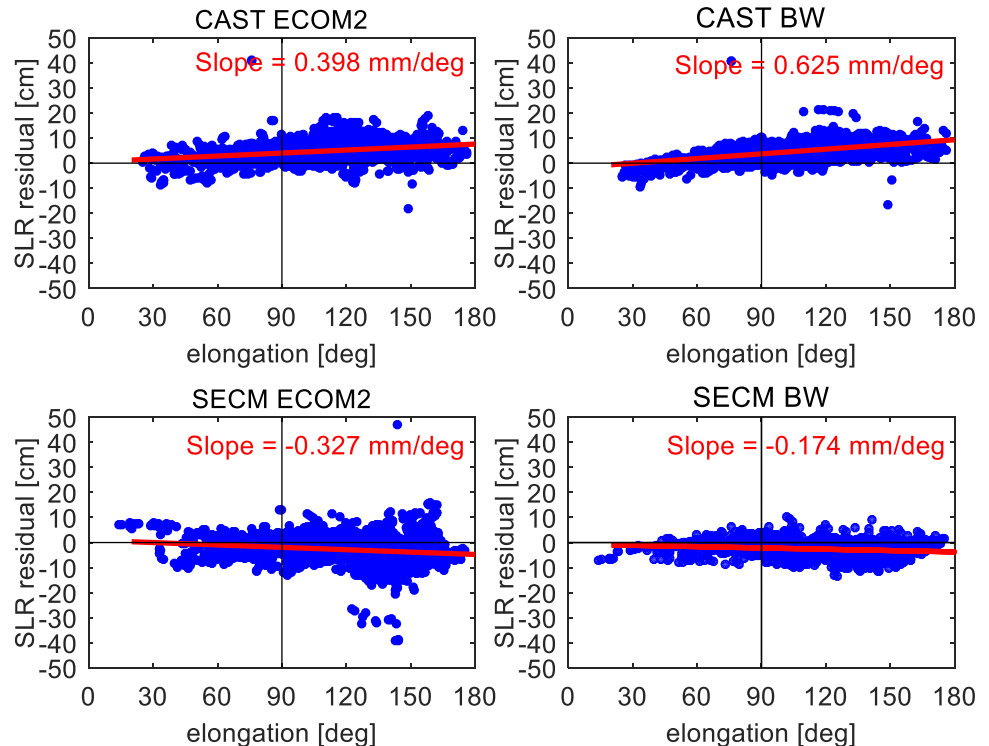 CAST ECOM2
Slope = 0.398 mm/deg
SLR residual [cm]
50
40
30
20
10
0
-10
-20
-30
-40
-50
0 30 60 90 120 150 180
elongation [deg]
CAST BW
Slope = 0.625 mm/deg
SLR residual [cm]
50
40
30
20
10
0
-10
-20
-30
-40
-50
0 30 60 90 120 150 180
elongation [deg]
SECM ECOM2
Slope = -0.327 mm/deg
SLR residual [cm]
50
40
30
20
10
0
-10
-20
-30
-40
-50
0 30 60 90 120 150 180
elongation [deg]
SECM BW
Slope = -0.174 mm/deg
SLR residual [cm]
50
40
30
20
10
0
-10
-20
-30
-40
-50
0 30 60 90 120 150 180
elongation [deg]